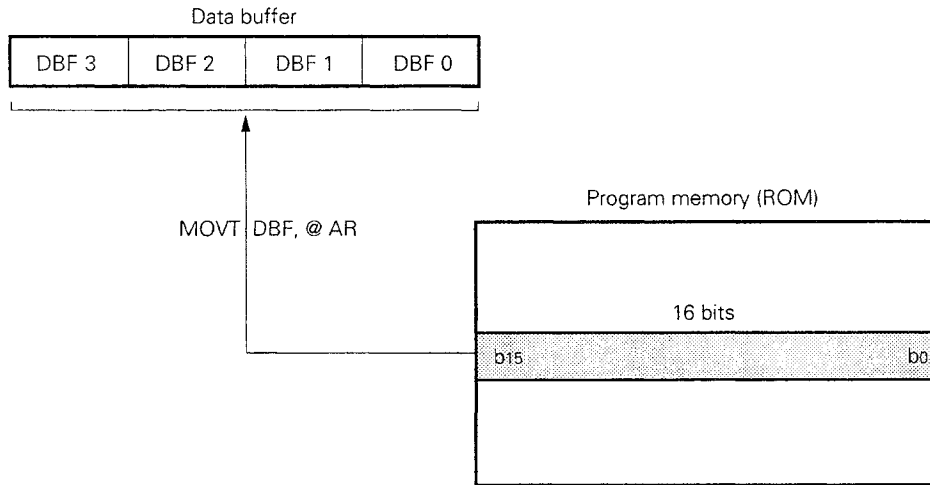 Data buffer
DBF 3 DBF 2 DBF 1 DBF 0
MOVT DBF, @ AR
Program memory (ROM)
16 bits
b15 b0